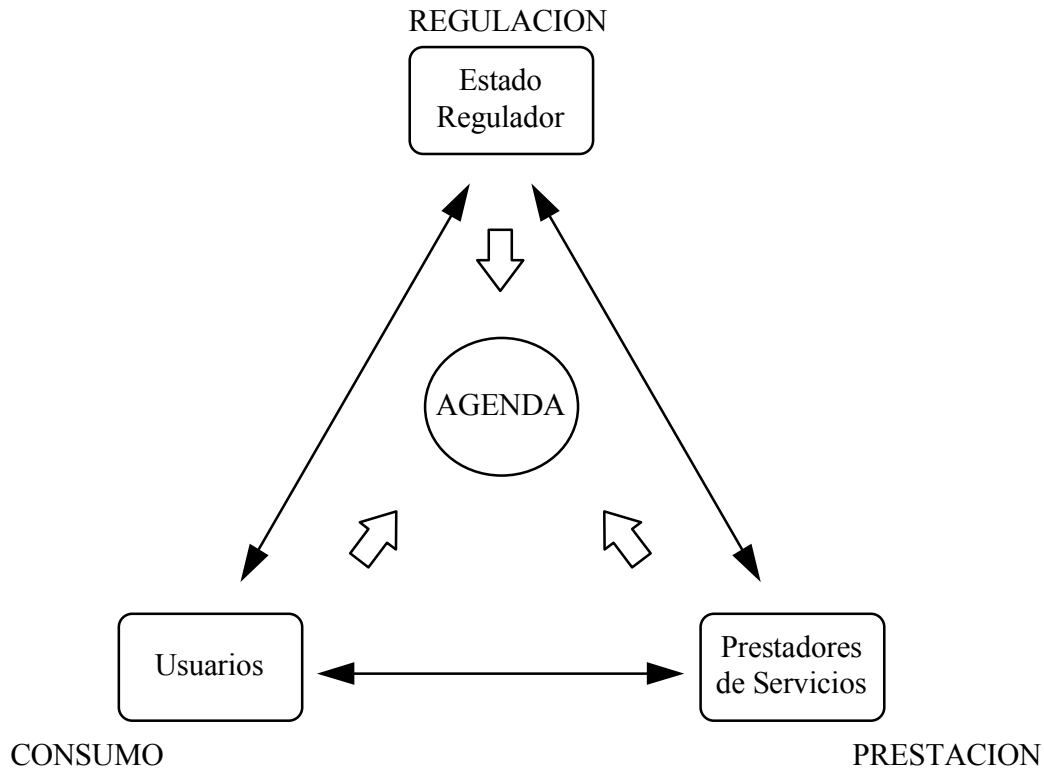 REGULACION
Estado
Regulador
AGENDA
Usuarios
Prestadores
de Servicios
CONSUMO
PRESTACION